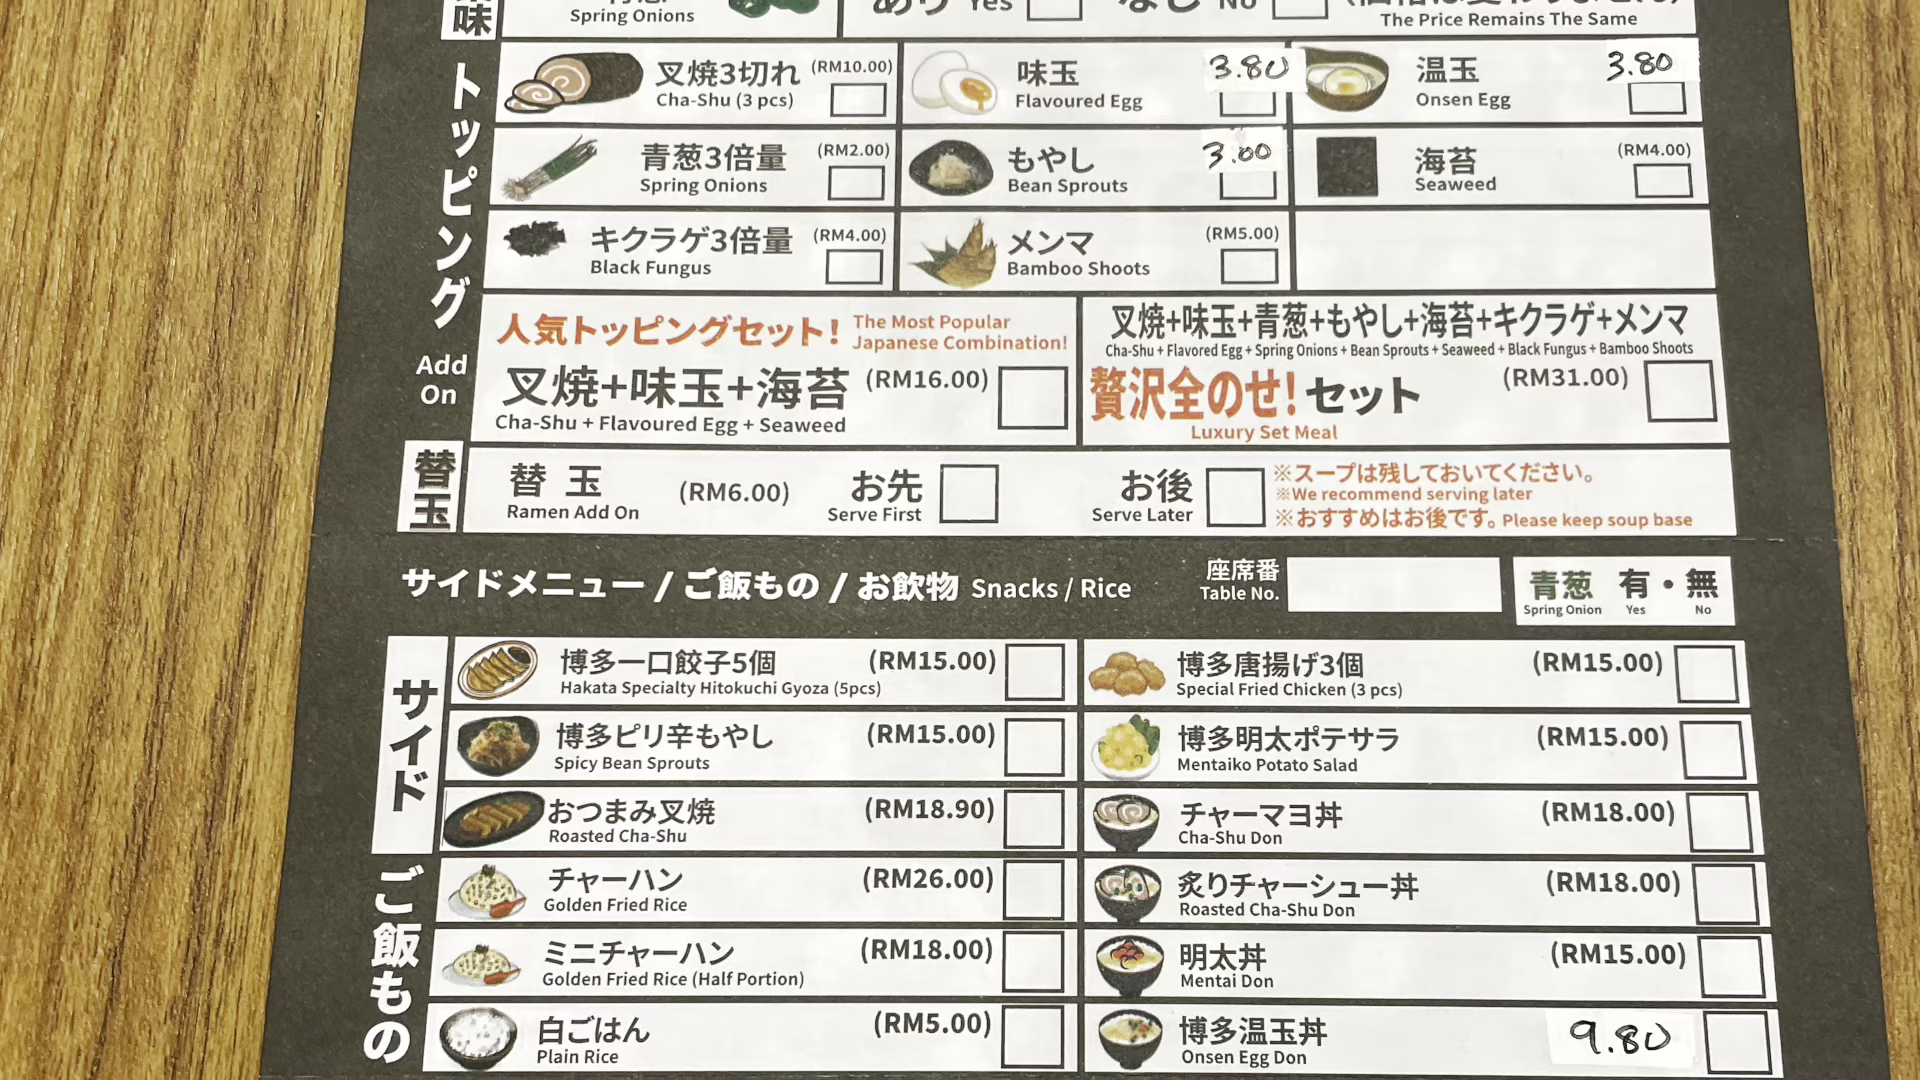 味
Spring Onions
あり Yes
なし No
The Price Remains The Same
トッピング
Add On
叉焼3切れ (RM10.00)
Cha-Shu (3 pcs)
味玉 3.80
Flavoured Egg
温玉 3.80
Onsen Egg
青葱3倍量 (RM2.00)
Spring Onions
もやし 3.00
Bean Sprouts
海苔 (RM4.00)
Seaweed
キクラゲ3倍量 (RM4.00)
Black Fungus
メンマ (RM5.00)
Bamboo Shoots
人気トッピングセット! The Most Popular Japanese Combination!
叉焼+味玉+海苔 (RM16.00)
Cha-Shu + Flavoured Egg + Seaweed
叉焼+味玉+青葱+もやし+海苔+キクラゲ+メンマ
Cha-Shu + Flavored Egg + Spring Onions + Bean Sprouts + Seaweed + Black Fungus + Bamboo Shoots
贅沢全のせ!セット (RM31.00)
Luxury Set Meal
替玉
替玉 (RM6.00)
Ramen Add On
お先
Serve First
お後
Serve Later
※スープは残しておいてください。
※We recommend serving later
※おすすめはお後です。Please keep soup base
サイドメニュー / ご飯もの / お飲物 Snacks / Rice
座席番
Table No.
青葱 有・無
Spring Onion Yes No
サイド
博多一口餃子5個 (RM15.00)
Hakata Specialty Hitokuchi Gyoza (5pcs)
博多唐揚げ3個 (RM15.00)
Special Fried Chicken (3 pcs)
博多ピリ辛もやし (RM15.00)
Spicy Bean Sprouts
博多明太ポテサラ (RM15.00)
Mentaiko Potato Salad
おつまみ叉焼 (RM18.90)
Roasted Cha-Shu
チャーマヨ丼 (RM18.00)
Cha-Shu Don
ご飯もの
チャーハン (RM26.00)
Golden Fried Rice
炙りチャーシュー丼 (RM18.00)
Roasted Cha-Shu Don
ミニチャーハン (RM18.00)
Golden Fried Rice (Half Portion)
明太丼 (RM15.00)
Mentai Don
白ごはん (RM5.00)
Plain Rice
博多温玉丼 9.80
Onsen Egg Don